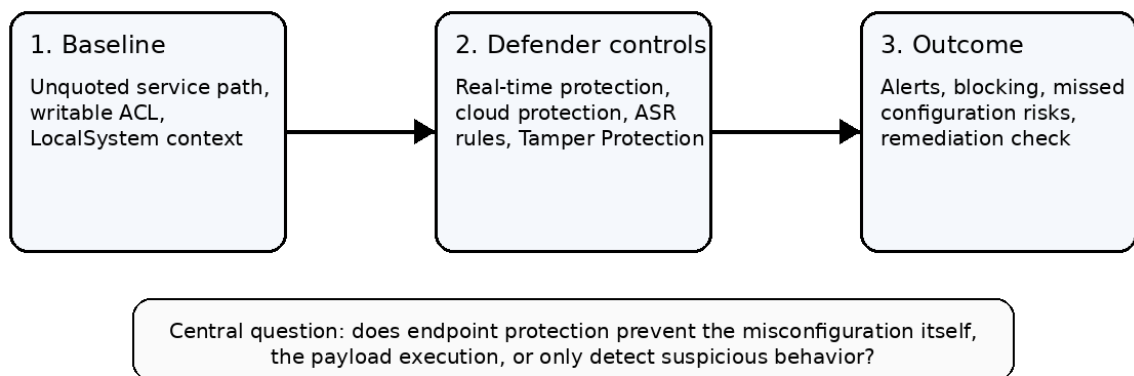 1. Baseline
Unquoted service path,
writable ACL,
LocalSystem context
2. Defender controls
Real-time protection,
cloud protection, ASR
rules, Tamper Protection
3. Outcome
Alerts, blocking, missed
configuration risks,
remediation check
Central question: does endpoint protection prevent the misconfiguration itself,
the payload execution, or only detect suspicious behavior?